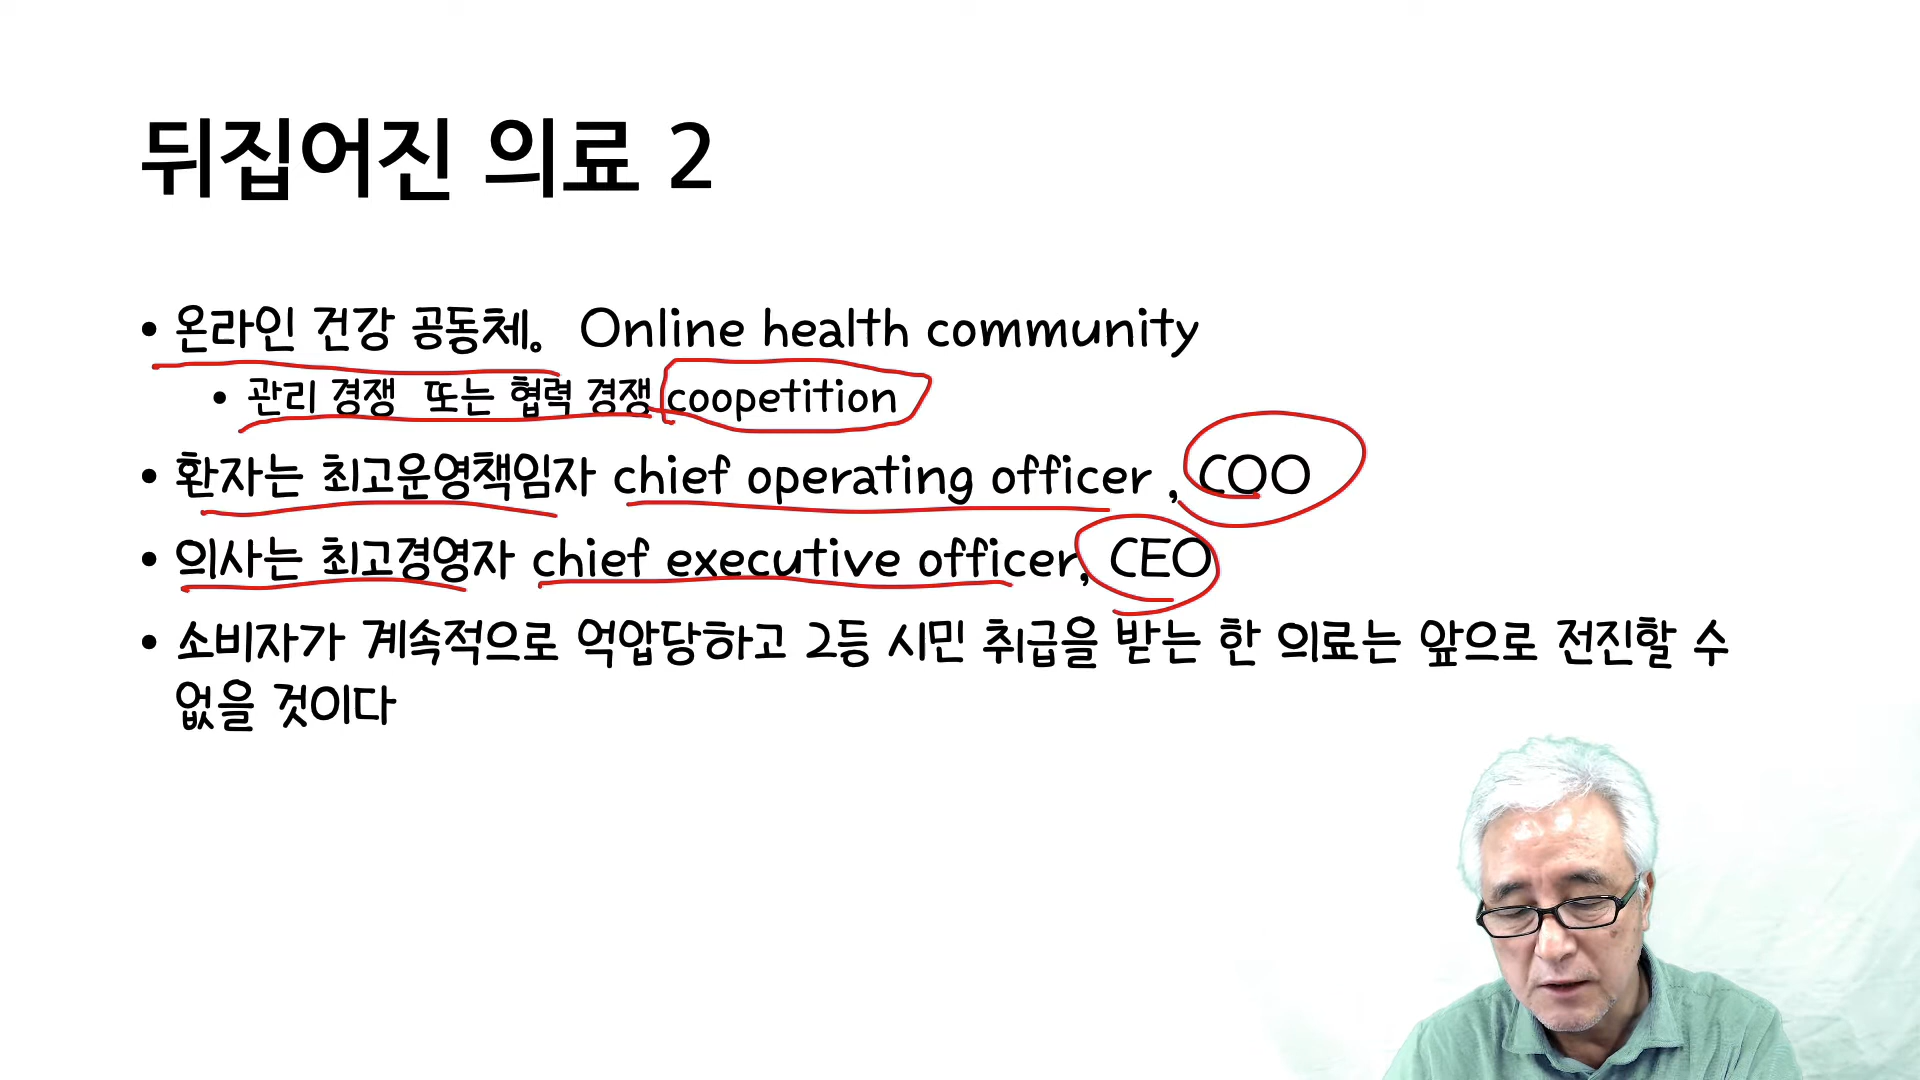 뒤집어진 의료 2
• 온라인 건강 공동체。 Online health community
• 관리 경쟁 또는 협력 경쟁 coopetition
• 환자는 최고운영책임자 chief operating officer , COO
• 의사는 최고경영자 chief executive officer, CEO
• 소비자가 계속적으로 억압당하고 2등 시민 취급을 받는 한 의료는 앞으로 전진할 수
없을 것이다